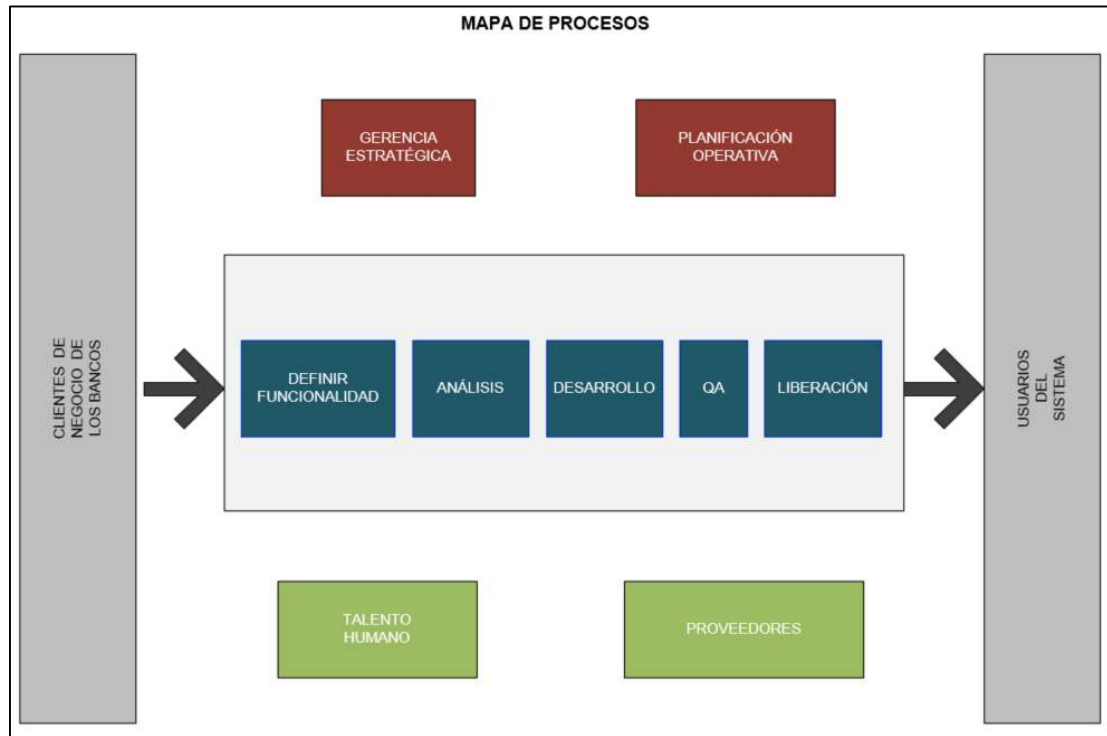 MAPA DE PROCESOS
CLIENTES DE
NEGOCIO DE
LOS BANCOS
GERENCIA
ESTRATÉGICA
PLANIFICACIÓN
OPERATIVA
DEFINIR
FUNCIONALIDAD
ANÁLISIS
DESARROLLO
QA
LIBERACIÓN
TALENTO
HUMANO
PROVEEDORES
USUARIOS
DEL
SISTEMA